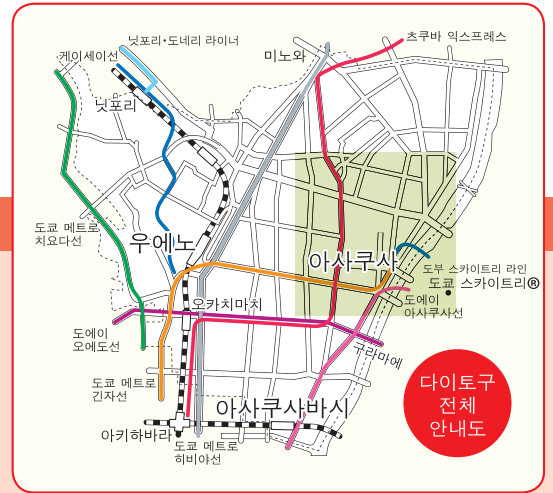 닛포리・도네리 라이너
게이세이선
미노와
츠쿠바 익스프레스
닛포리
도쿄 메트로
치요다선
우에노
아사쿠사
도부 스카이트리 라인
도쿄 스카이트리®
도에이
아사쿠사선
오카치마치
도에이
오에도선
구라마에
도쿄 메트로
긴자선
아사쿠사바시
아키하바라
도쿄 메트로
히비야선
다이토구
전체
안내도